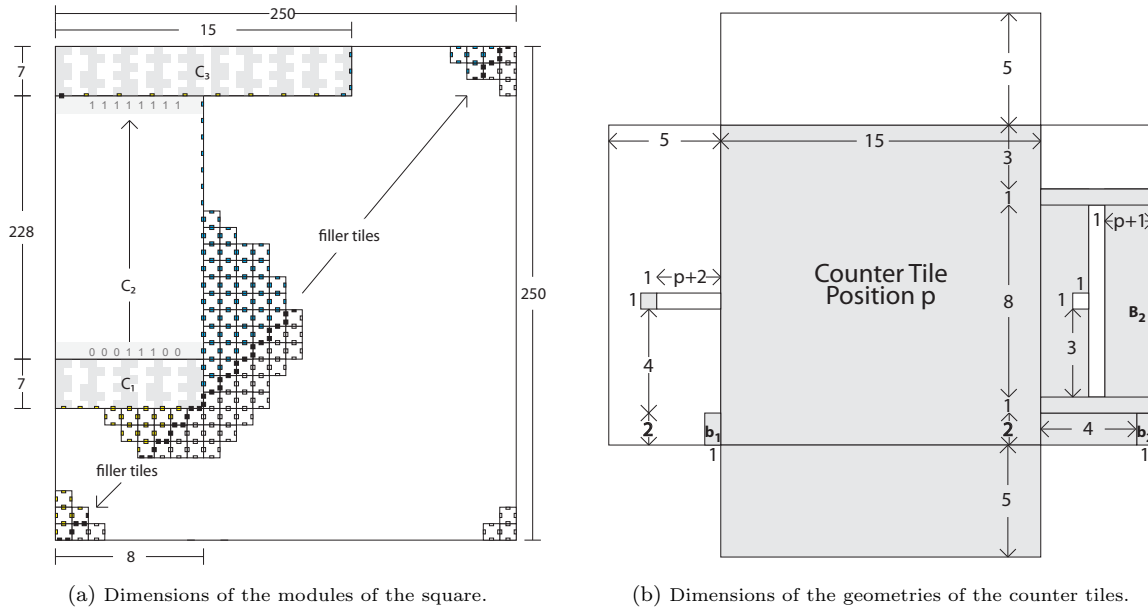 250
15
7
C₃
1 1 1 1 1 1 1 1
228
C₂
filler tiles
250
0 0 0 1 1 1 0 0
7
C₁
filler tiles
8
(a) Dimensions of the modules of the square.
5
5
15
3
1
1
p+1
1
p+2
1
1
1
Counter Tile
Position p
8
B₂
4
3
1
2
b₁
2
4
1
1
5
(b) Dimensions of the geometries of the counter tiles.